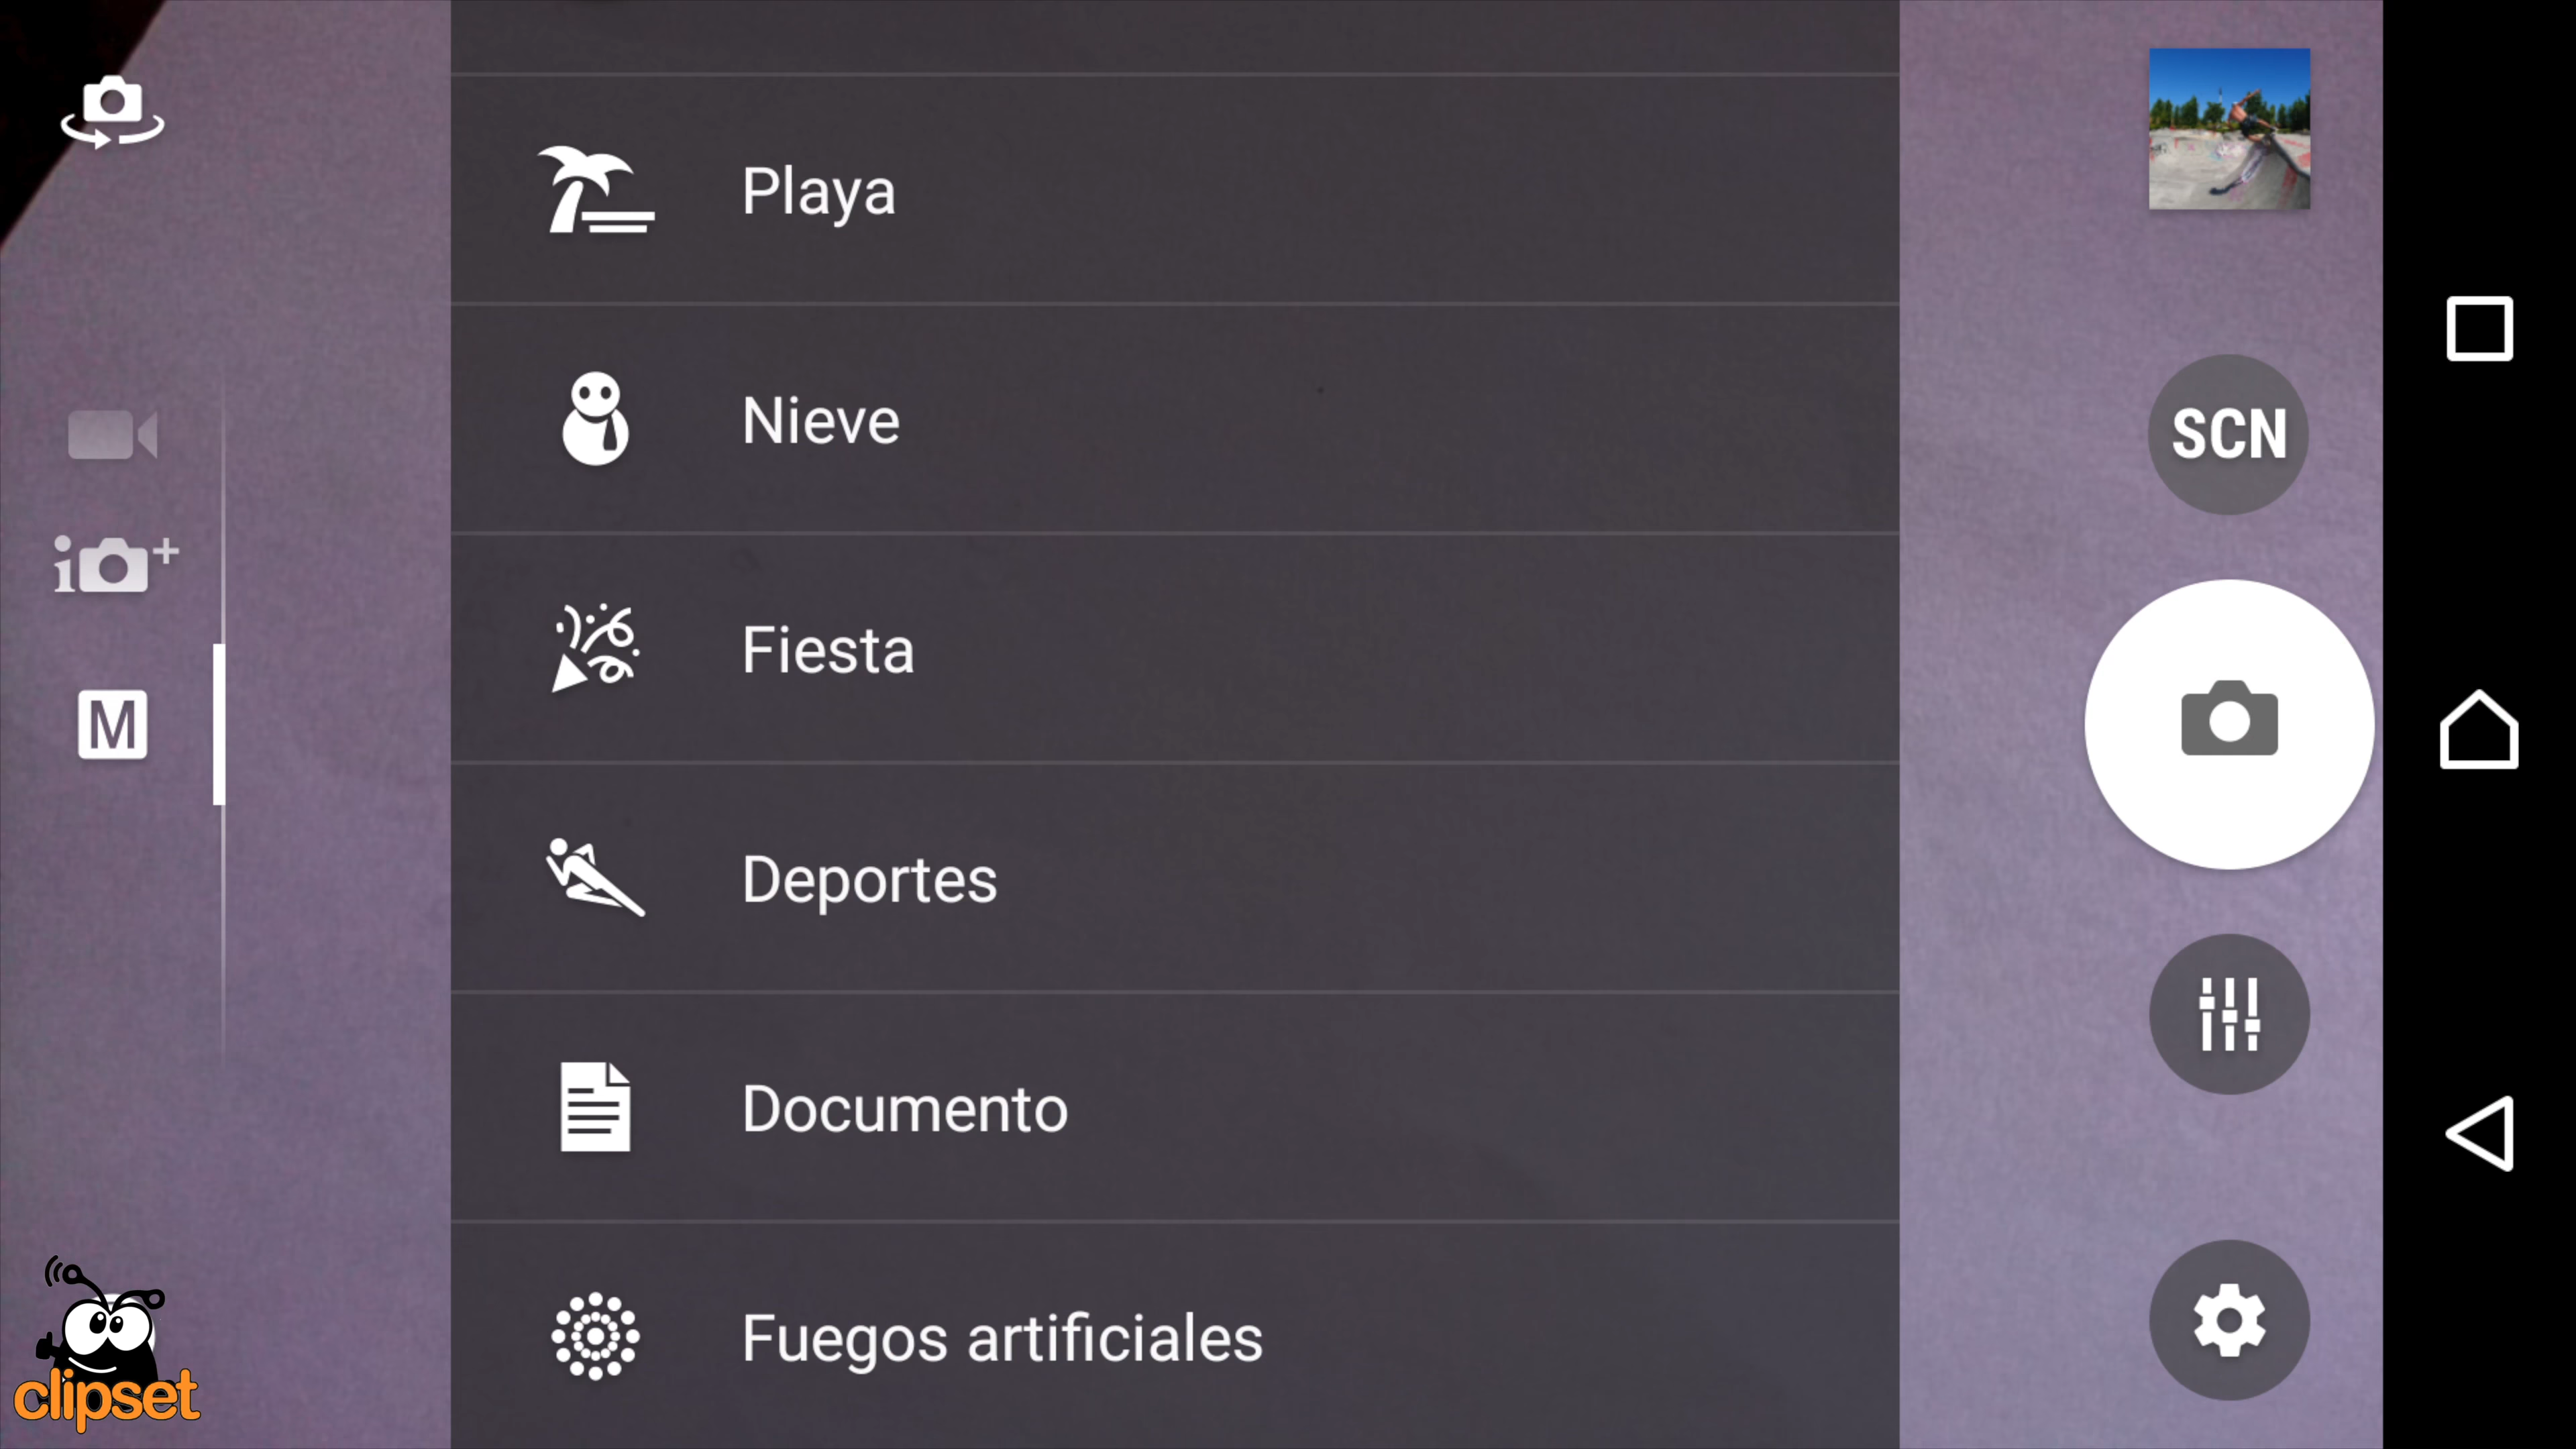 Playa
Nieve
Fiesta
Deportes
Documento
Fuegos artificiales
i+
M
SCN
clipset